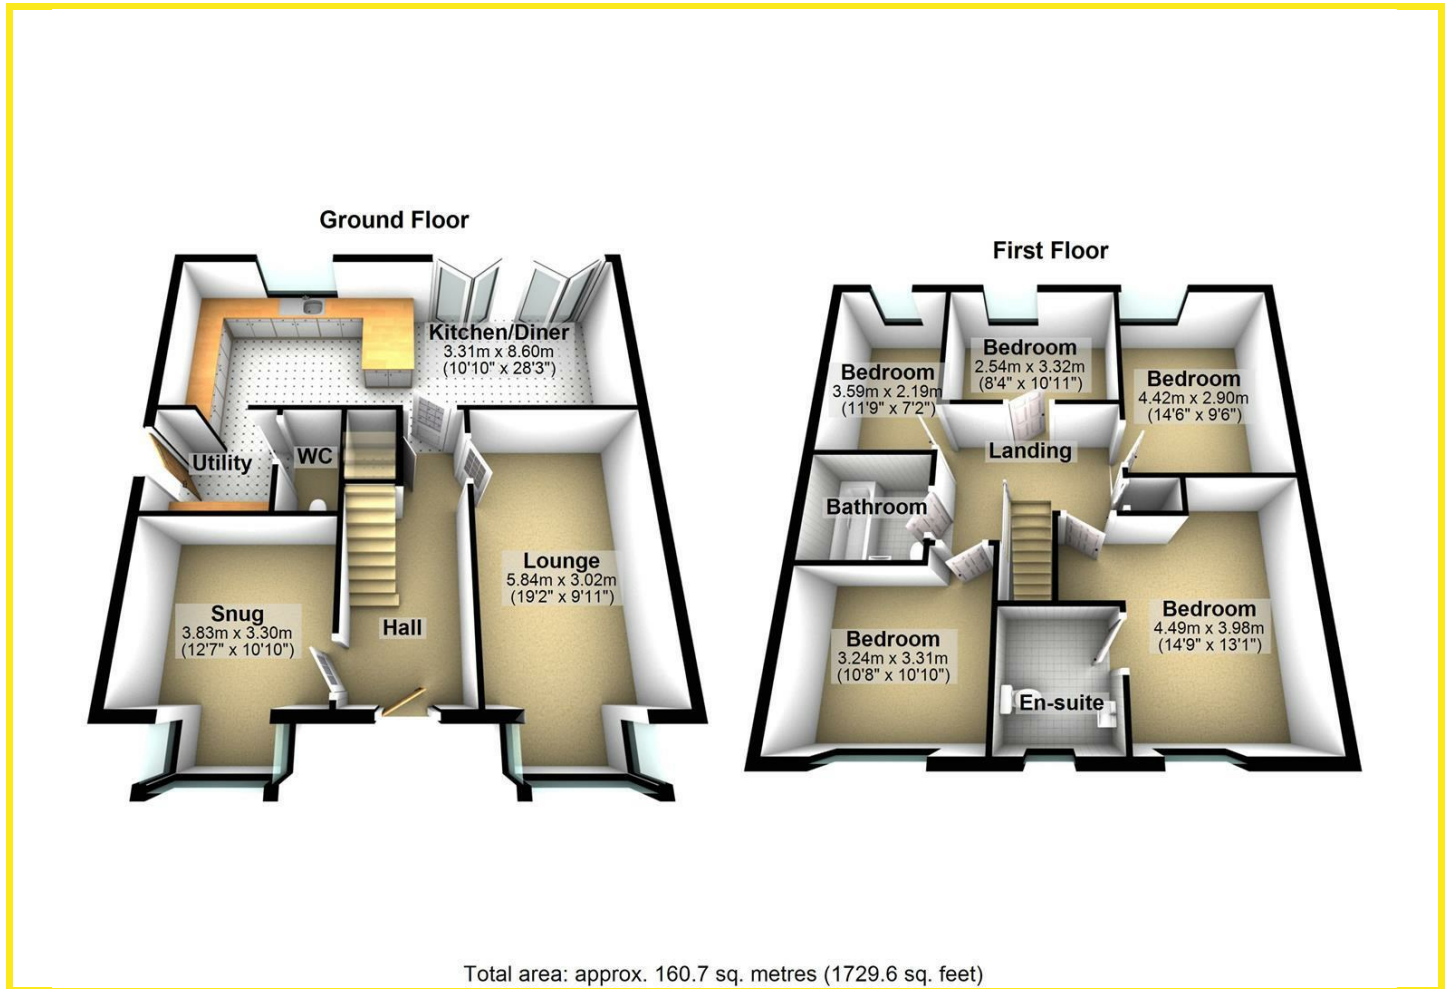 Ground Floor
Kitchen/Diner
3.31m x 8.60m
(10'10" x 28'3")
Utility
WC
Lounge
5.84m x 3.02m
(19'2" x 9'11")
Snug
3.83m x 3.30m
(12'7" x 10'10")
Hall
First Floor
Bedroom
3.59m x 2.19m
(11'9" x 7'2")
Bedroom
2.54m x 3.32m
(8'4" x 10'11")
Bedroom
4.42m x 2.90m
(14'6" x 9'6")
Landing
Bathroom
Bedroom
3.24m x 3.31m
(10'8" x 10'10")
En-suite
Bedroom
4.49m x 3.98m
(14'9" x 13'1")
Total area: approx. 160.7 sq. metres (1729.6 sq. feet)